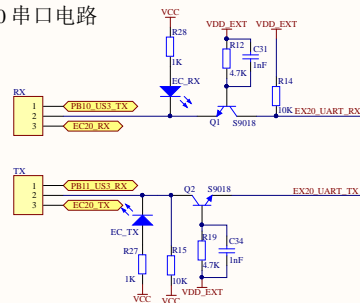 0 串口电路
VCC
VDD_EXT
VDD_EXT
R28
R12
C31
1K
1nF
R14
EC_RX
4.7K
RX
1
PB10_US3_TX
2
3
EC20_RX
10K
EX20_UART_RX
Q1
S9018
TX
Q2
S9018
1
PB11_US3_RX
2
EX20_UART_TX
3
EC20_TX
EC_TX
R19
C34
R27
R15
4.7K
1nF
1K
10K
VDD_EXT
VCC
VCC